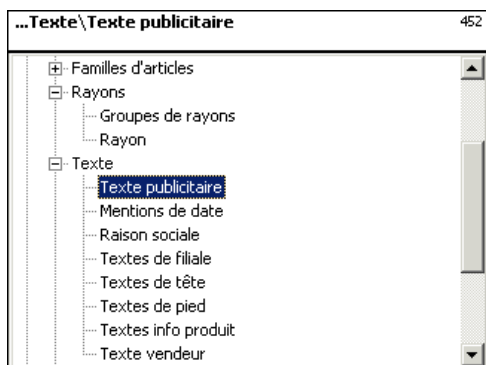 ...Texte\Texte publicitaire 452
Familles d'articles
Rayons
Groupes de rayons
Rayon
Texte
Texte publicitaire
Mentions de date
Raison sociale
Textes de filiale
Textes de tête
Textes de pied
Textes info produit
Texte vendeur